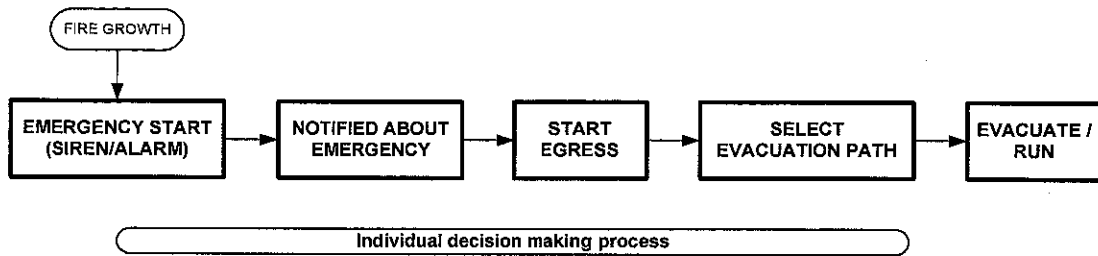 FIRE GROWTH
EMERGENCY START
(SIREN/ALARM)
NOTIFIED ABOUT
EMERGENCY
START
EGRESS
SELECT
EVACUATION PATH
EVACUATE /
RUN
Individual decision making process